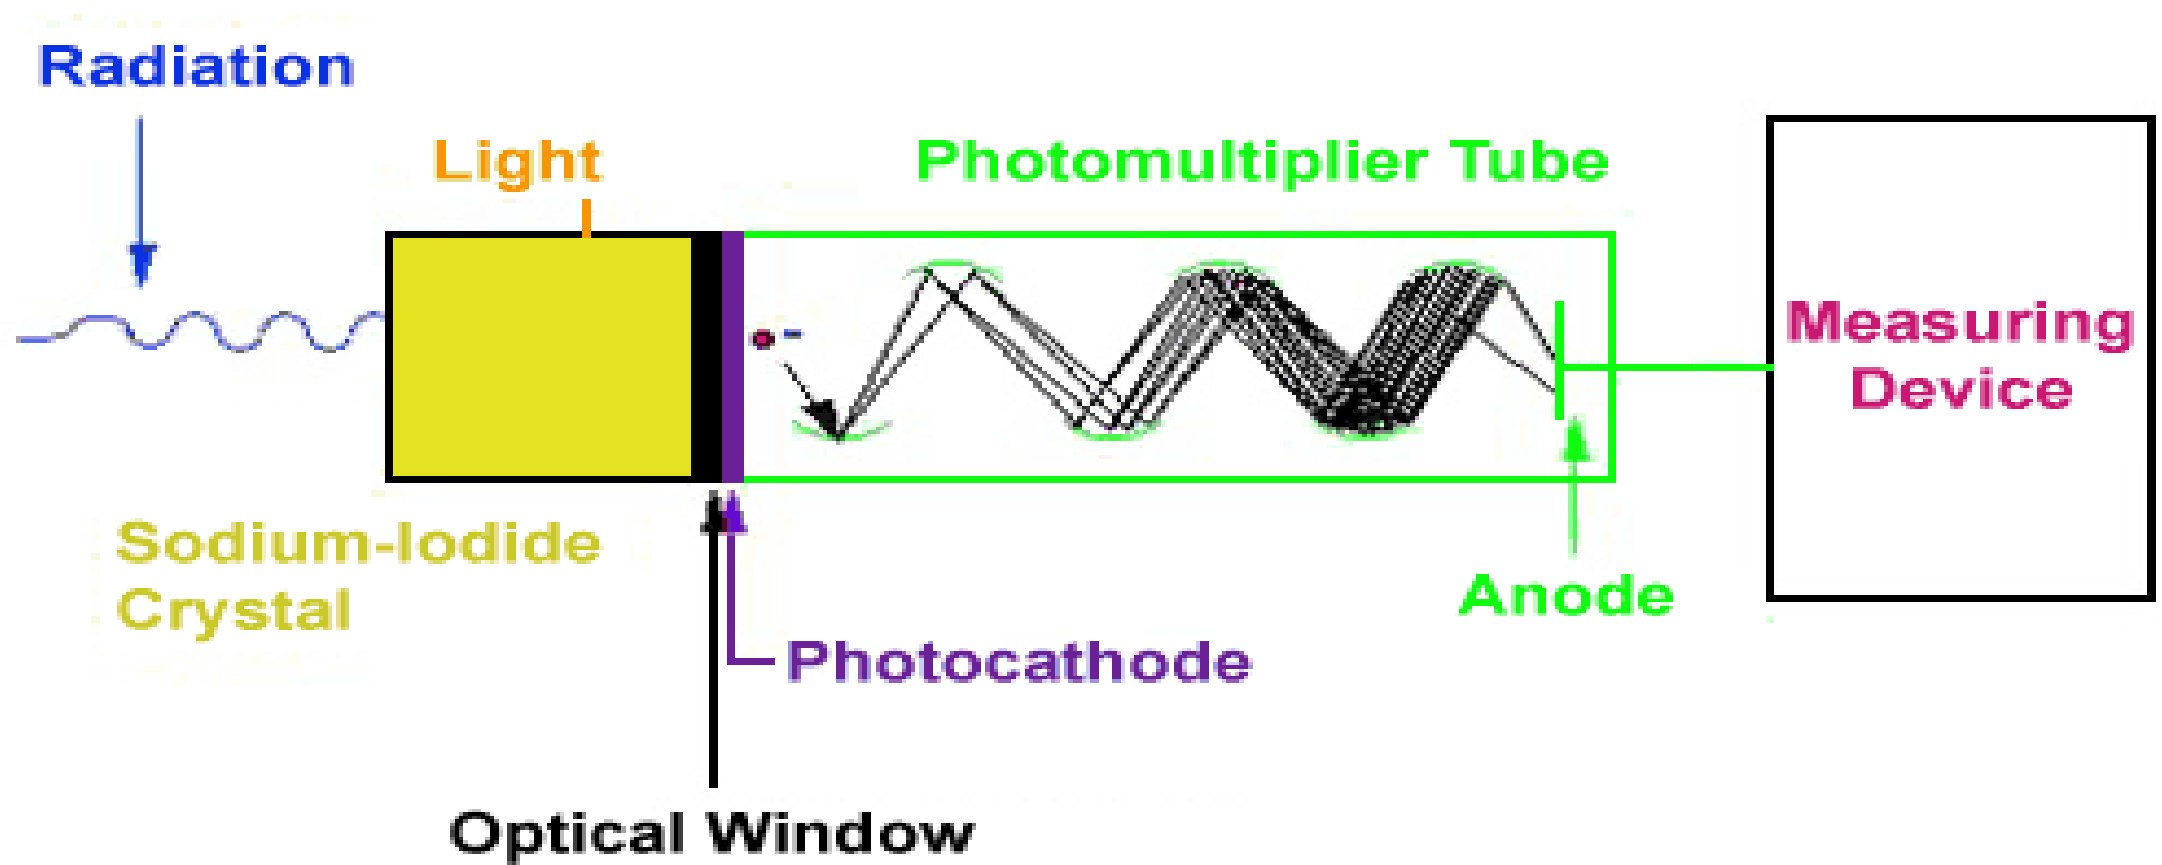 Radiation
Light
Photomultiplier Tube
Measuring
Device
Sodium-Iodide
Crystal
Anode
Photocathode
Optical Window